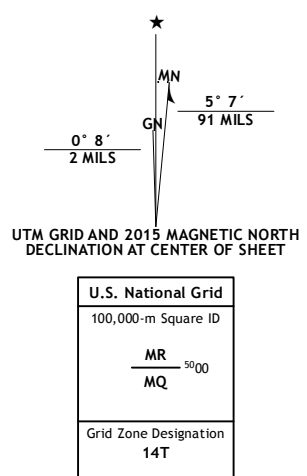 ★
.MN
5° 7´
91 MILS
GN
0° 8´
2 MILS
UTM GRID AND 2015 MAGNETIC NORTH
DECLINATION AT CENTER OF SHEET
U.S. National Grid
100,000-m Square ID
MR
5000
MQ
Grid Zone Designation
14T